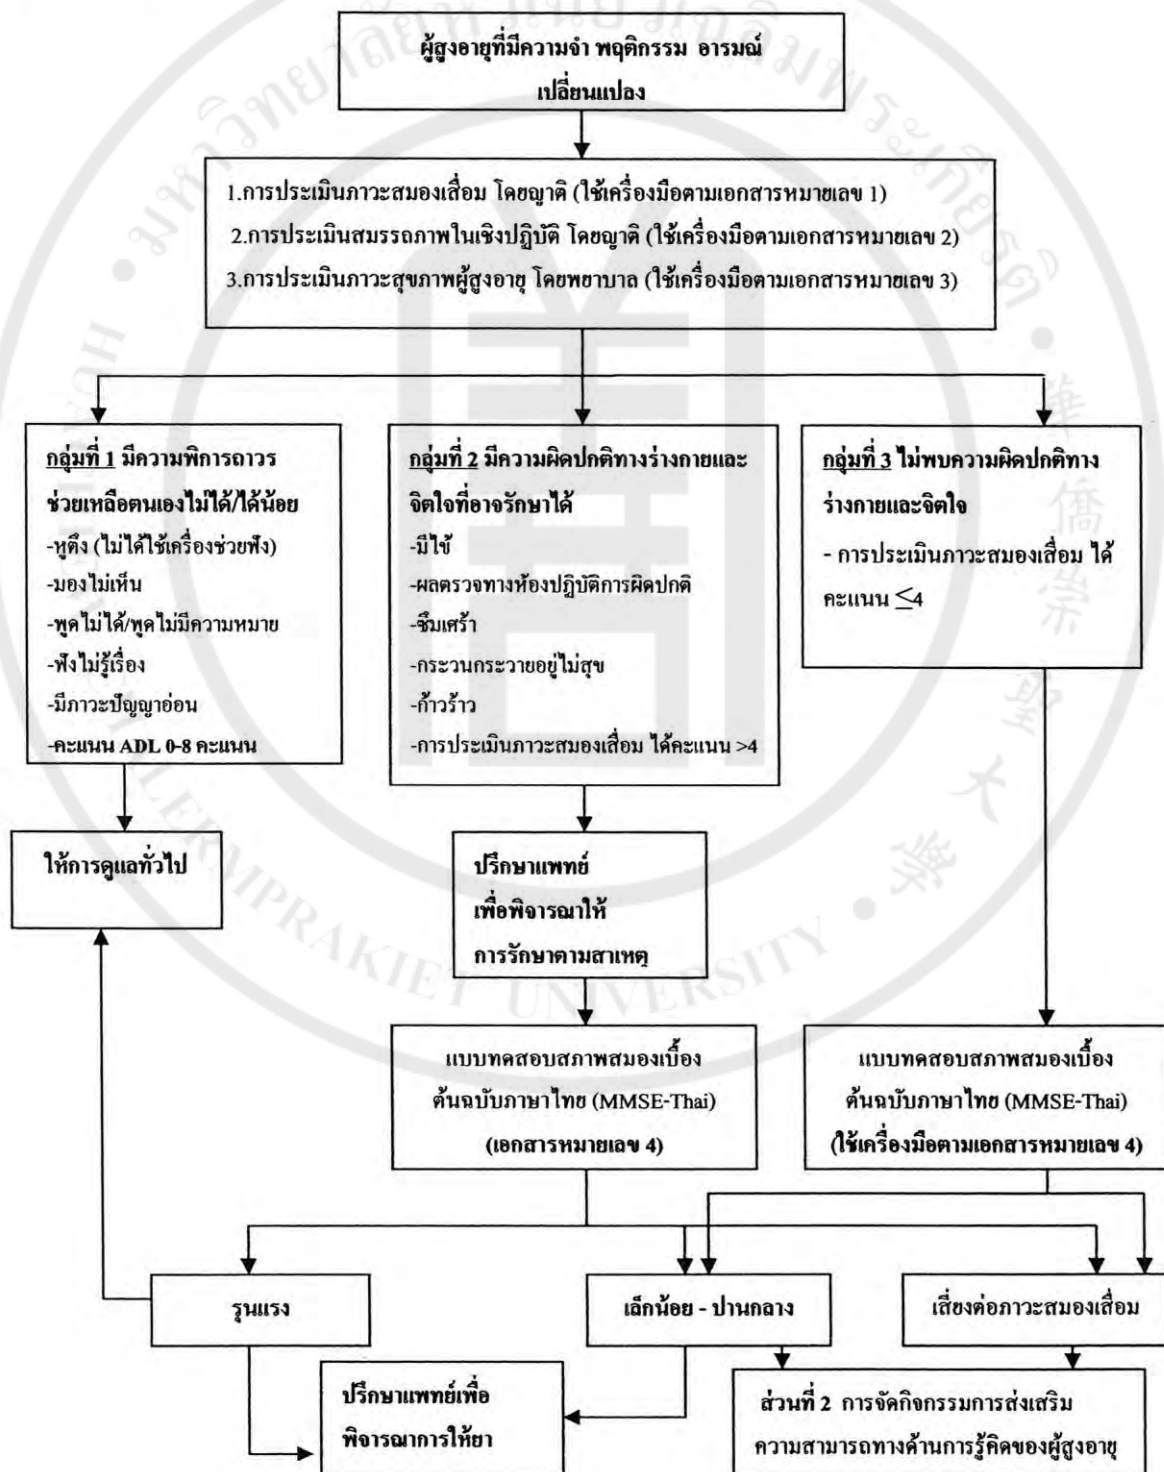 ผู้สูงอายุที่มีความจำ พฤติกรรม อารมณ์
เปลี่ยนแปลง
1.การประเมินภาวะสมองเสื่อม โดยญาติ (ใช้เครื่องมือตามเอกสารหมายเลข 1)
2.การประเมินสมรรถภาพในเชิงปฏิบัติ โดยญาติ (ใช้เครื่องมือตามเอกสารหมายเลข 2)
3.การประเมินภาวะสุขภาพผู้สูงอายุ โดยพยาบาล (ใช้เครื่องมือตามเอกสารหมายเลข 3)
กลุ่มที่ 1 มีความพิการถาวร
ช่วยเหลือตนเองไม่ได้/ได้น้อย
-หูตึง (ไม่ได้ใช้เครื่องช่วยฟัง)
-มองไม่เห็น
-พูดไม่ได้/พูดไม่มีความหมาย
-ฟังไม่รู้เรื่อง
-มีภาวะปัญญาอ่อน
-คะแนน ADL 0-8 คะแนน
กลุ่มที่ 2 มีความผิดปกติทางร่างกายและ
จิตใจที่อาจรักษาได้
-มีไข้
-ผลตรวจทางห้องปฏิบัติการผิดปกติ
-ซึมเศร้า
-กระวนกระวายอยู่ไม่สุข
-ก้าวร้าว
-การประเมินภาวะสมองเสื่อม ได้คะแนน >4
กลุ่มที่ 3 ไม่พบความผิดปกติทาง
ร่างกายและจิตใจ
- การประเมินภาวะสมองเสื่อม ได้
คะแนน ≤4
ให้การดูแลทั่วไป
ปรึกษาแพทย์
เพื่อพิจารณาให้
การรักษาตามสาเหตุ
แบบทดสอบสภาพสมองเบื้อง
ต้นฉบับภาษาไทย (MMSE-Thai)
(เอกสารหมายเลข 4)
แบบทดสอบสภาพสมองเบื้อง
ต้นฉบับภาษาไทย (MMSE-Thai)
(ใช้เครื่องมือตามเอกสารหมายเลข 4)
รุนแรง
เล็กน้อย - ปานกลาง
เสี่ยงต่อภาวะสมองเสื่อม
ปรึกษาแพทย์เพื่อ
พิจารณาการให้ยา
ส่วนที่ 2 การจัดกิจกรรมการส่งเสริม
ความสามารถทางด้านการรู้คิดของผู้สูงอายุ
มหาวิทยาลัยหัวเฉียวเฉลิมพระเกียรติ
華僑崇聖大學
CHALERMPRAKIET UNIVERSITY